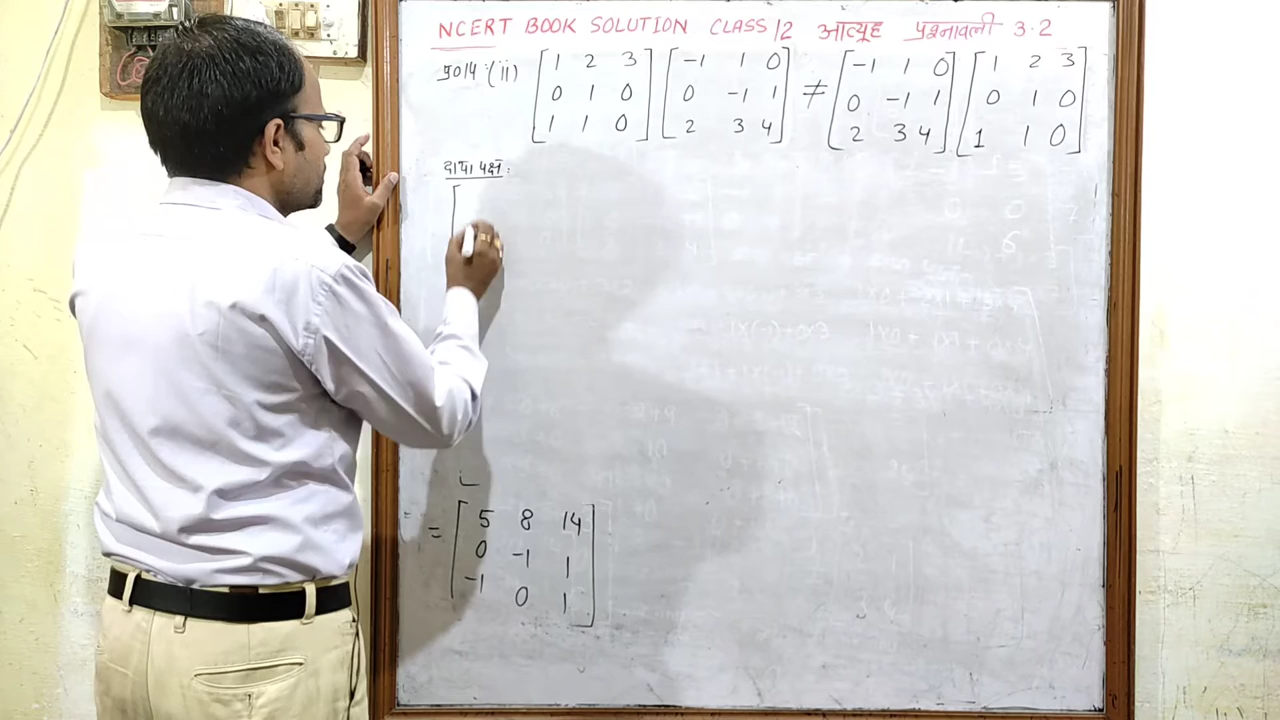 NCERT BOOK SOLUTION CLASS 12 आव्यूह प्रश्नावली 3.2
प्र०14:(ii) [1 2 3] [-1 1 0] ≠ [-1 1 0] [1 2 3]
[0 1 0] [0 -1 1] [0 -1 1] [0 1 0]
[1 1 0] [2 3 4] [2 3 4] [1 1 0]
दायाँ पक्ष:
= [5 8 14]
[0 -1 1]
[-1 0 1]